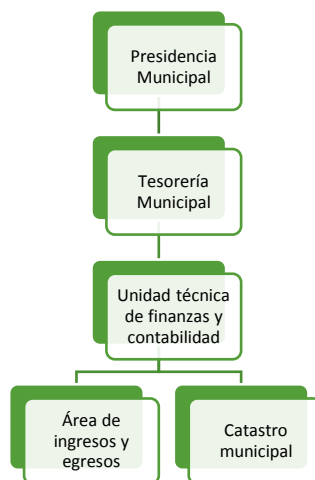 Presidencia
Municipal
Tesorería
Municipal
Unidad técnica
de finanzas y
contabilidad
Área de
ingresos y
egresos
Catastro
municipal